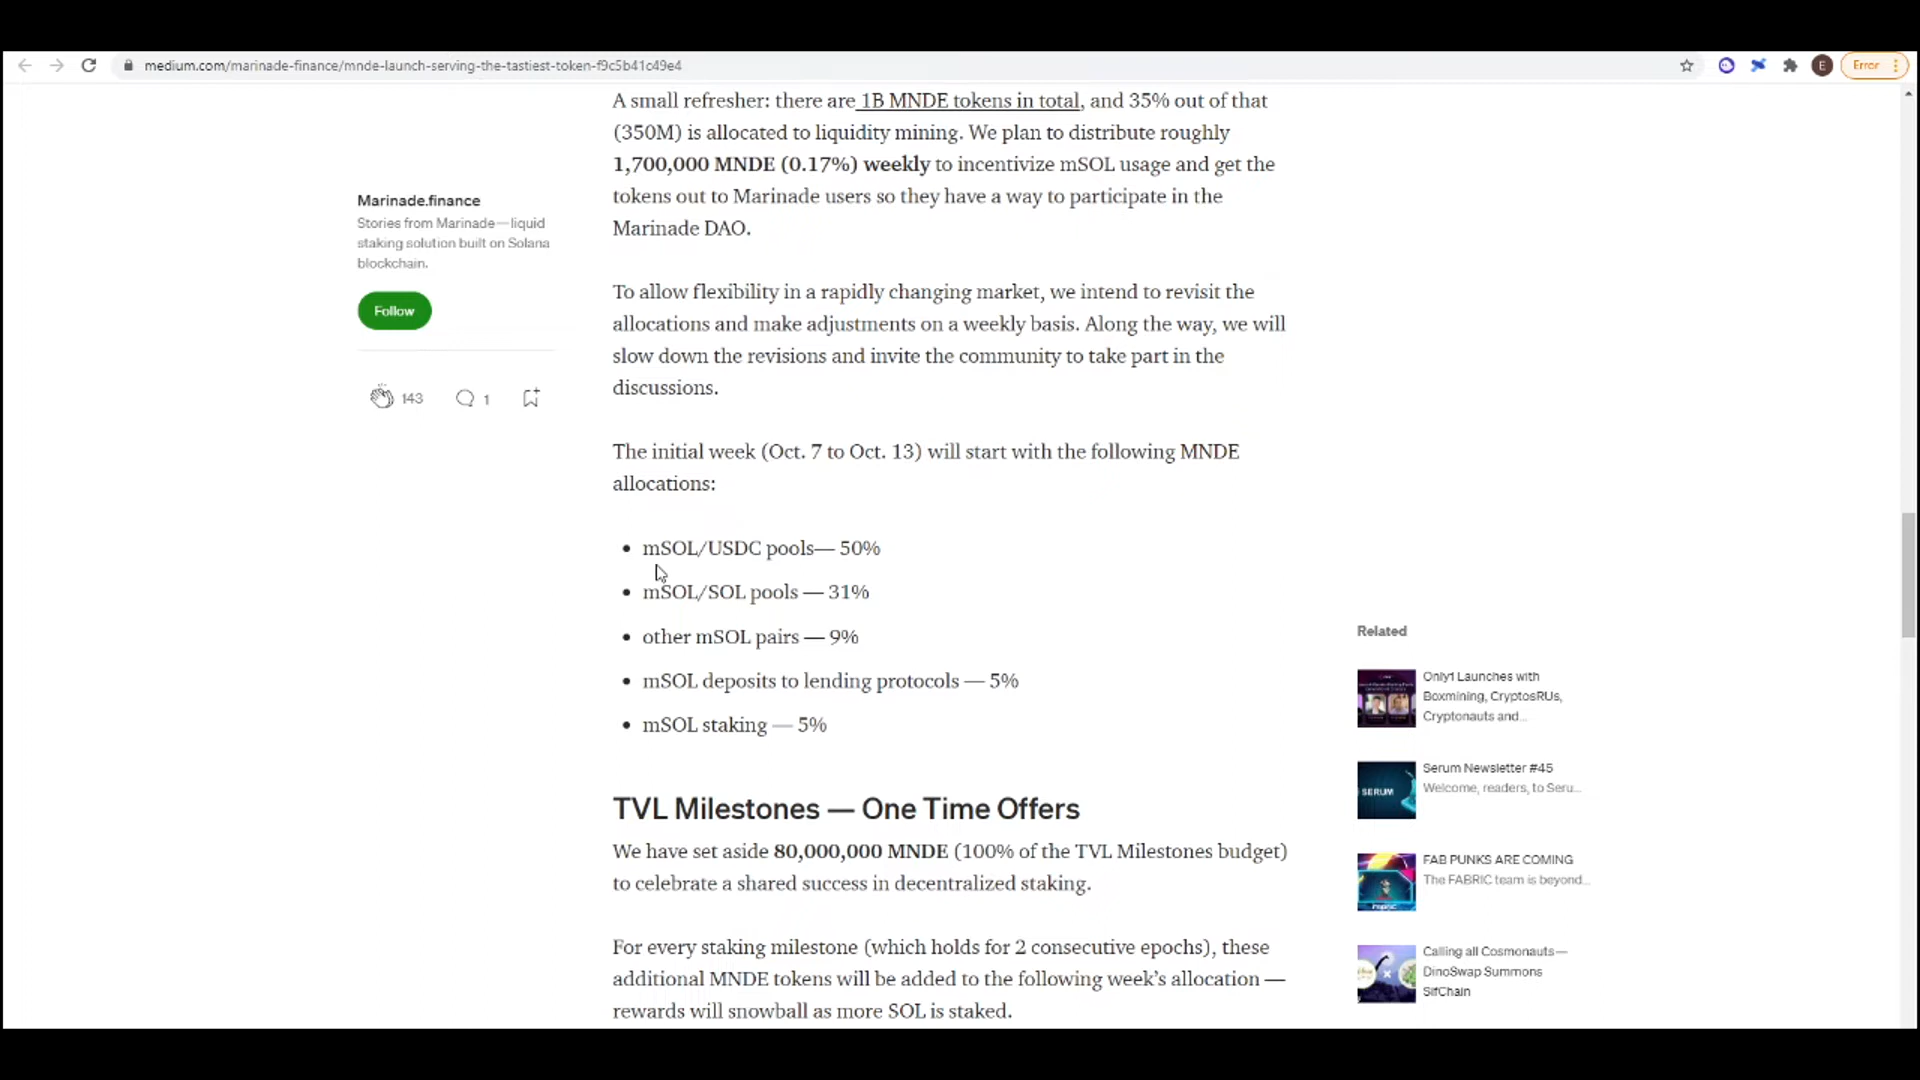 medium.com/marinade-finance/mnde-launch-serving-the-tastiest-token-f9c5b41c49e4
E
Error
A small refresher: there are 1B MNDE tokens in total, and 35% out of that
(350M) is allocated to liquidity mining. We plan to distribute roughly
1,700,000 MNDE (0.17%) weekly to incentivize mSOL usage and get the
tokens out to Marinade users so they have a way to participate in the
Marinade DAO.
Marinade.finance
Stories from Marinade — liquid
staking solution built on Solana
blockchain.
Follow
143
1
To allow flexibility in a rapidly changing market, we intend to revisit the
allocations and make adjustments on a weekly basis. Along the way, we will
slow down the revisions and invite the community to take part in the
discussions.
The initial week (Oct. 7 to Oct. 13) will start with the following MNDE
allocations:
• mSOL/USDC pools— 50%
• mSOL/SOL pools — 31%
• other mSOL pairs — 9%
• mSOL deposits to lending protocols — 5%
• mSOL staking — 5%
TVL Milestones — One Time Offers
We have set aside 80,000,000 MNDE (100% of the TVL Milestones budget)
to celebrate a shared success in decentralized staking.
For every staking milestone (which holds for 2 consecutive epochs), these
additional MNDE tokens will be added to the following week's allocation —
rewards will snowball as more SOL is staked.
Related
Only1 Launches with
Boxmining, CryptosRUs,
Cryptonauts and...
SERUM
Serum Newsletter #45
Welcome, readers, to Seru...
FAB PUNKS ARE COMING
The FABRIC team is beyond...
Calling all Cosmonauts—
DinoSwap Summons
SifChain